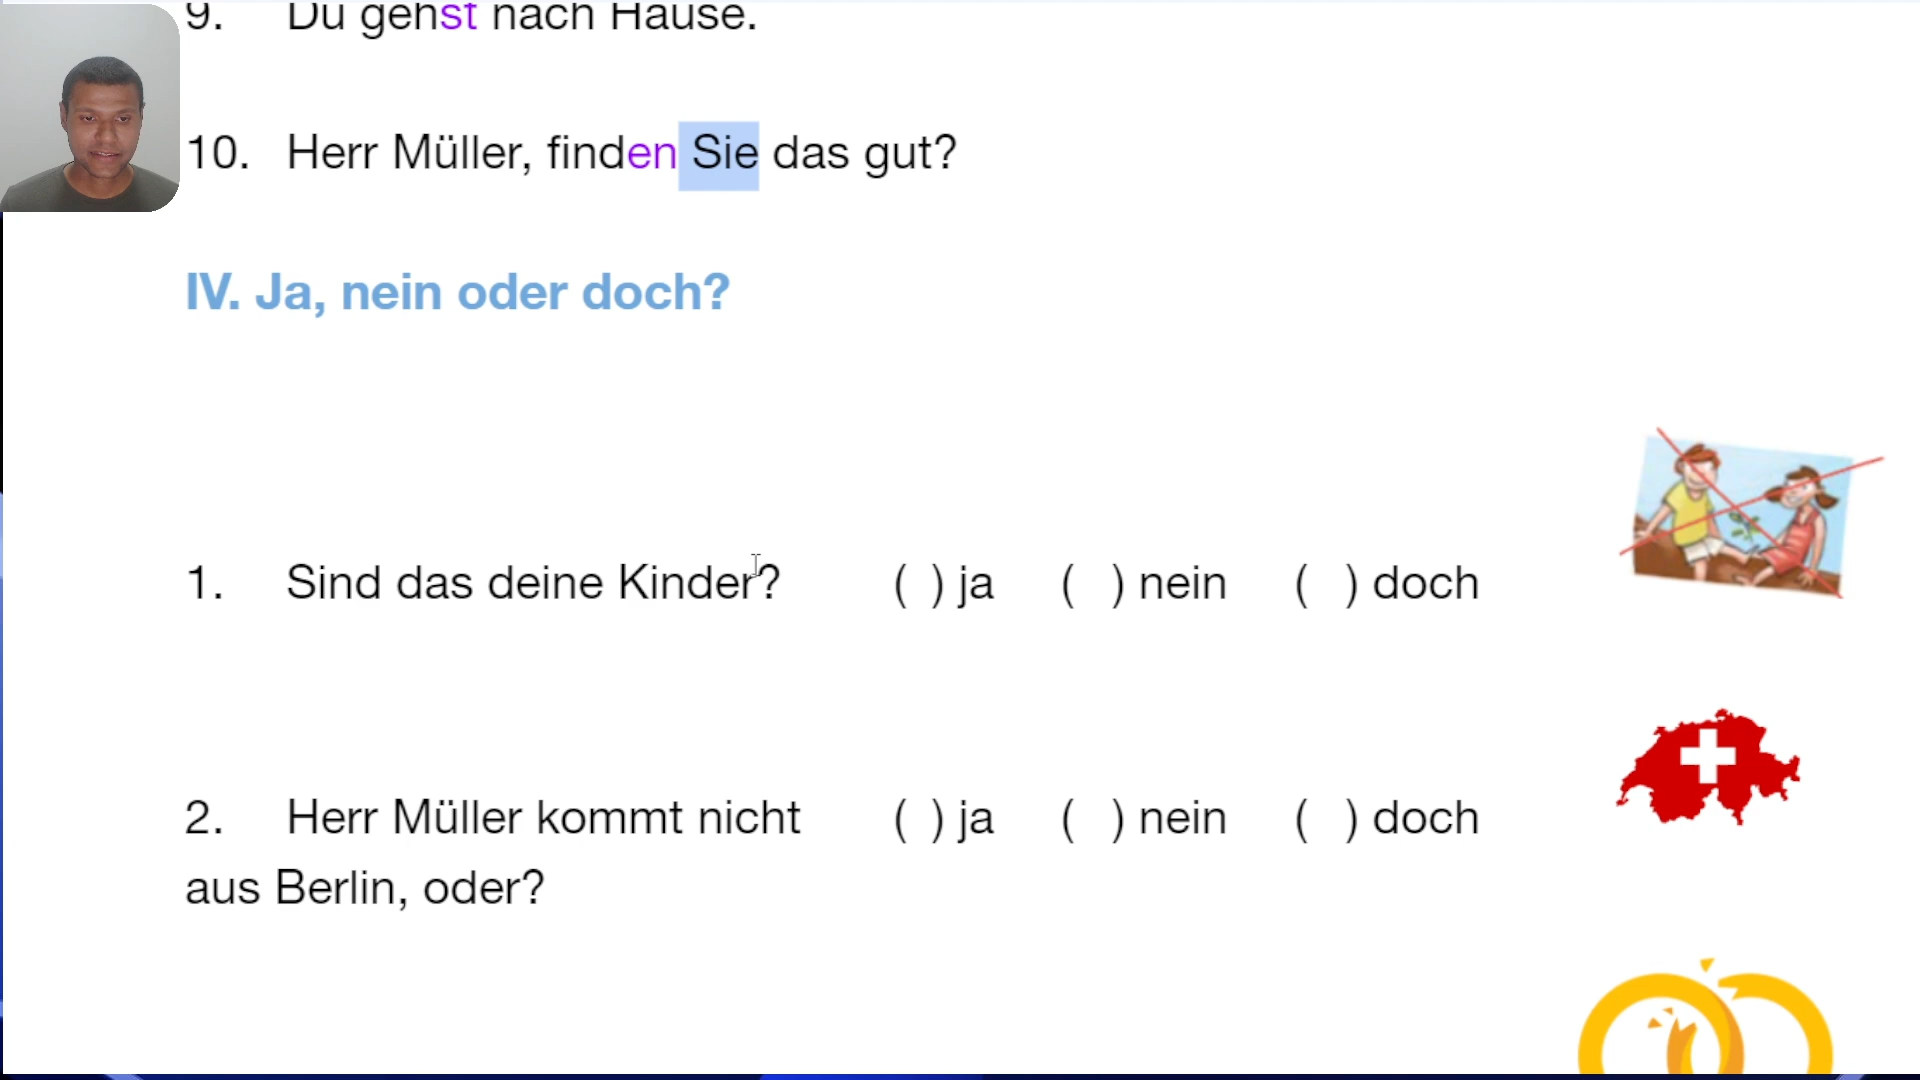 9. Du gehst nach Hause.
10. Herr Müller, finden Sie das gut?
IV. Ja, nein oder doch?
1. Sind das deine Kinder? ( ) ja ( ) nein ( ) doch
2. Herr Müller kommt nicht ( ) ja ( ) nein ( ) doch
aus Berlin, oder?